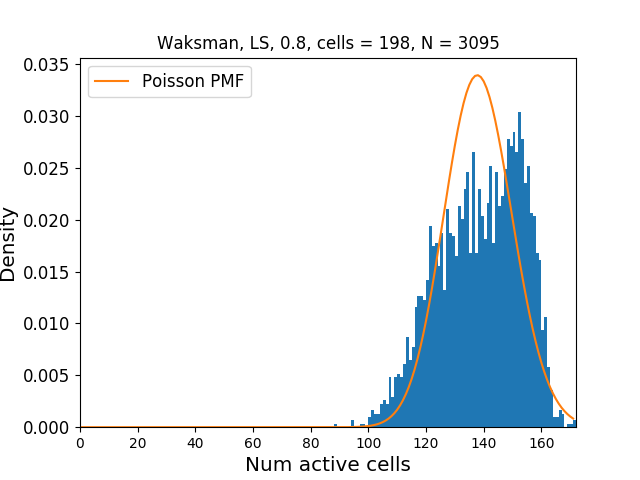 Waksman, LS, 0.8, cells = 198, N = 3095
Poisson PMF
0.035
0.030
0.025
0.020
0.015
0.010
0.005
0.000
Density
0 20 40 60 80 100 120 140 160
Num active cells